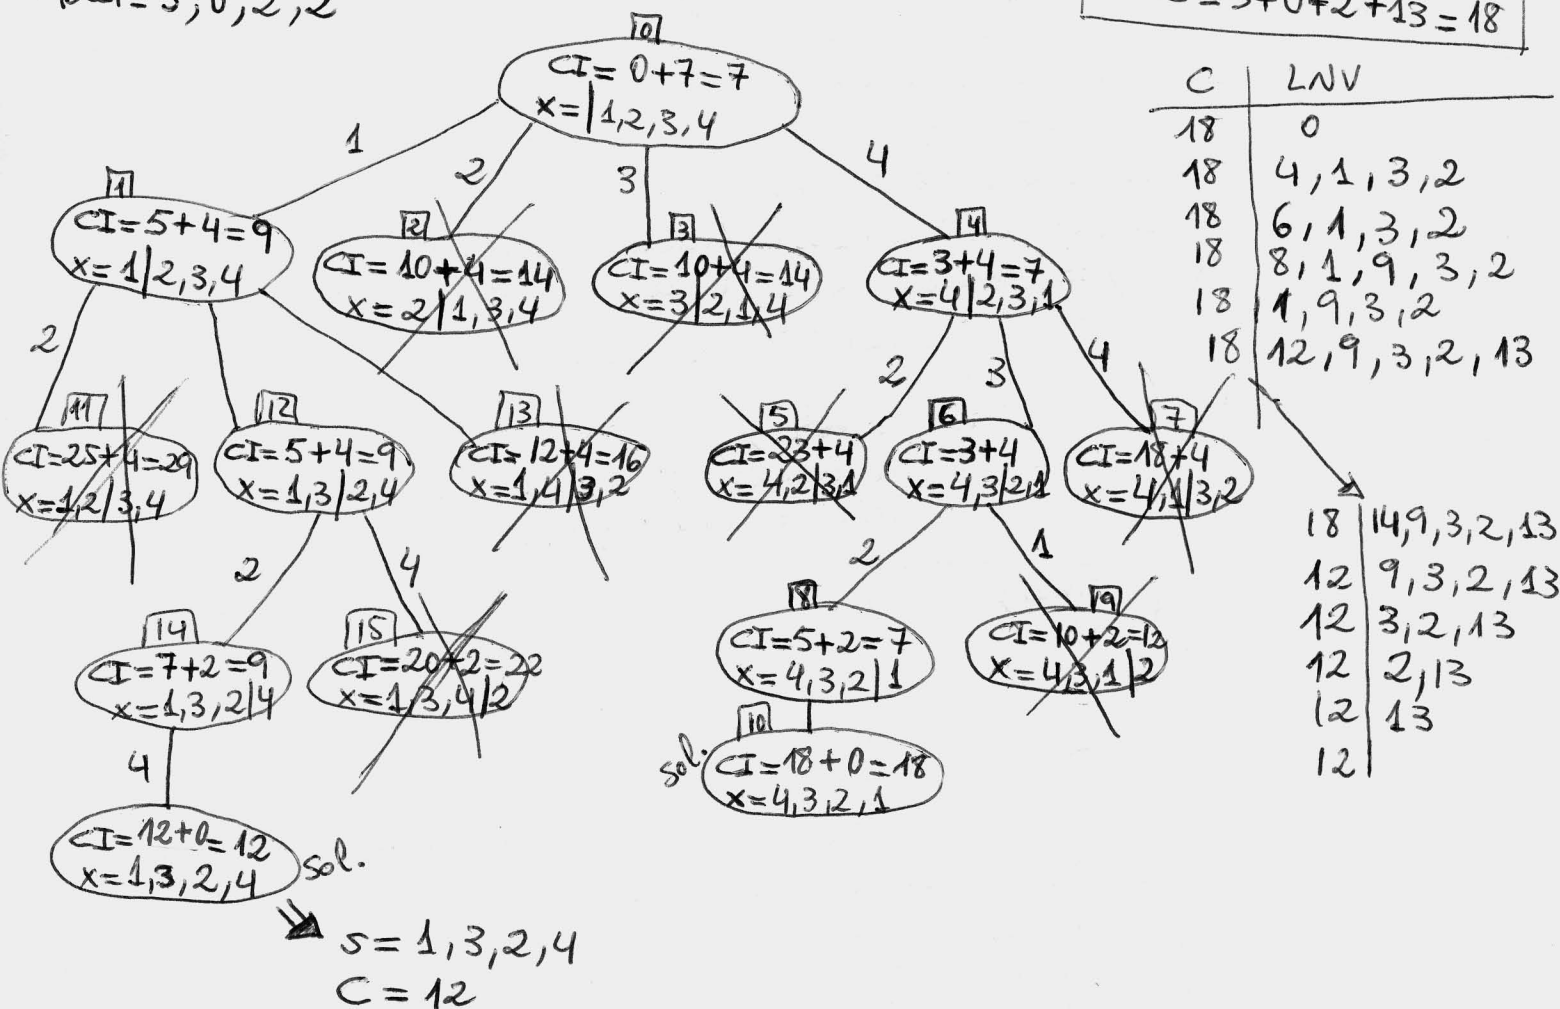 = 3, 0, 2, 2
= 3+0+2+13 = 18
0
CI= 0+7=7
x= | 1,2,3,4
C | LNV
18 | 0
18 | 4,1,3,2
18 | 6,1,3,2
18 | 8,1,9,3,2
18 | 1,9,3,2
18 | 12,9,3,2,13
1
2
3
4
1
CI=5+4=9
x= 1|2,3,4
2
CI= 10+4=14
x= 2|1,3,4
3
CI=10+4=14
x=3|2,1,4
4
CI=3+4=7
x=4|2,3,1
2
2
3
4
11
CI=25+4=29
x=1,2|3,4
12
CI=5+4=9
x=1,3|2,4
13
CI=12+4=16
x=1,4|3,2
5
CI=23+4
x=4,2|3,1
6
CI=3+4
x=4,3|2,1
7
CI=18+4
x=4,1|3,2
18 | 14,9,3,2,13
12 | 9,3,2,13
12 | 3,2,13
12 | 2,13
12 | 13
12 |
2
4
2
1
14
CI=7+2=9
x=1,3,2|4
15
CI=20+2=22
x=1,3,4|2
8
CI=5+2=7
x=4,3,2|1
19
CI=10+2=12
x=4,3,1|2
4
10
sol.
CI=18+0=18
x=4,3,2,1
CI=12+0=12
x=1,3,2,4
sol.
s= 1,3,2,4
C = 12